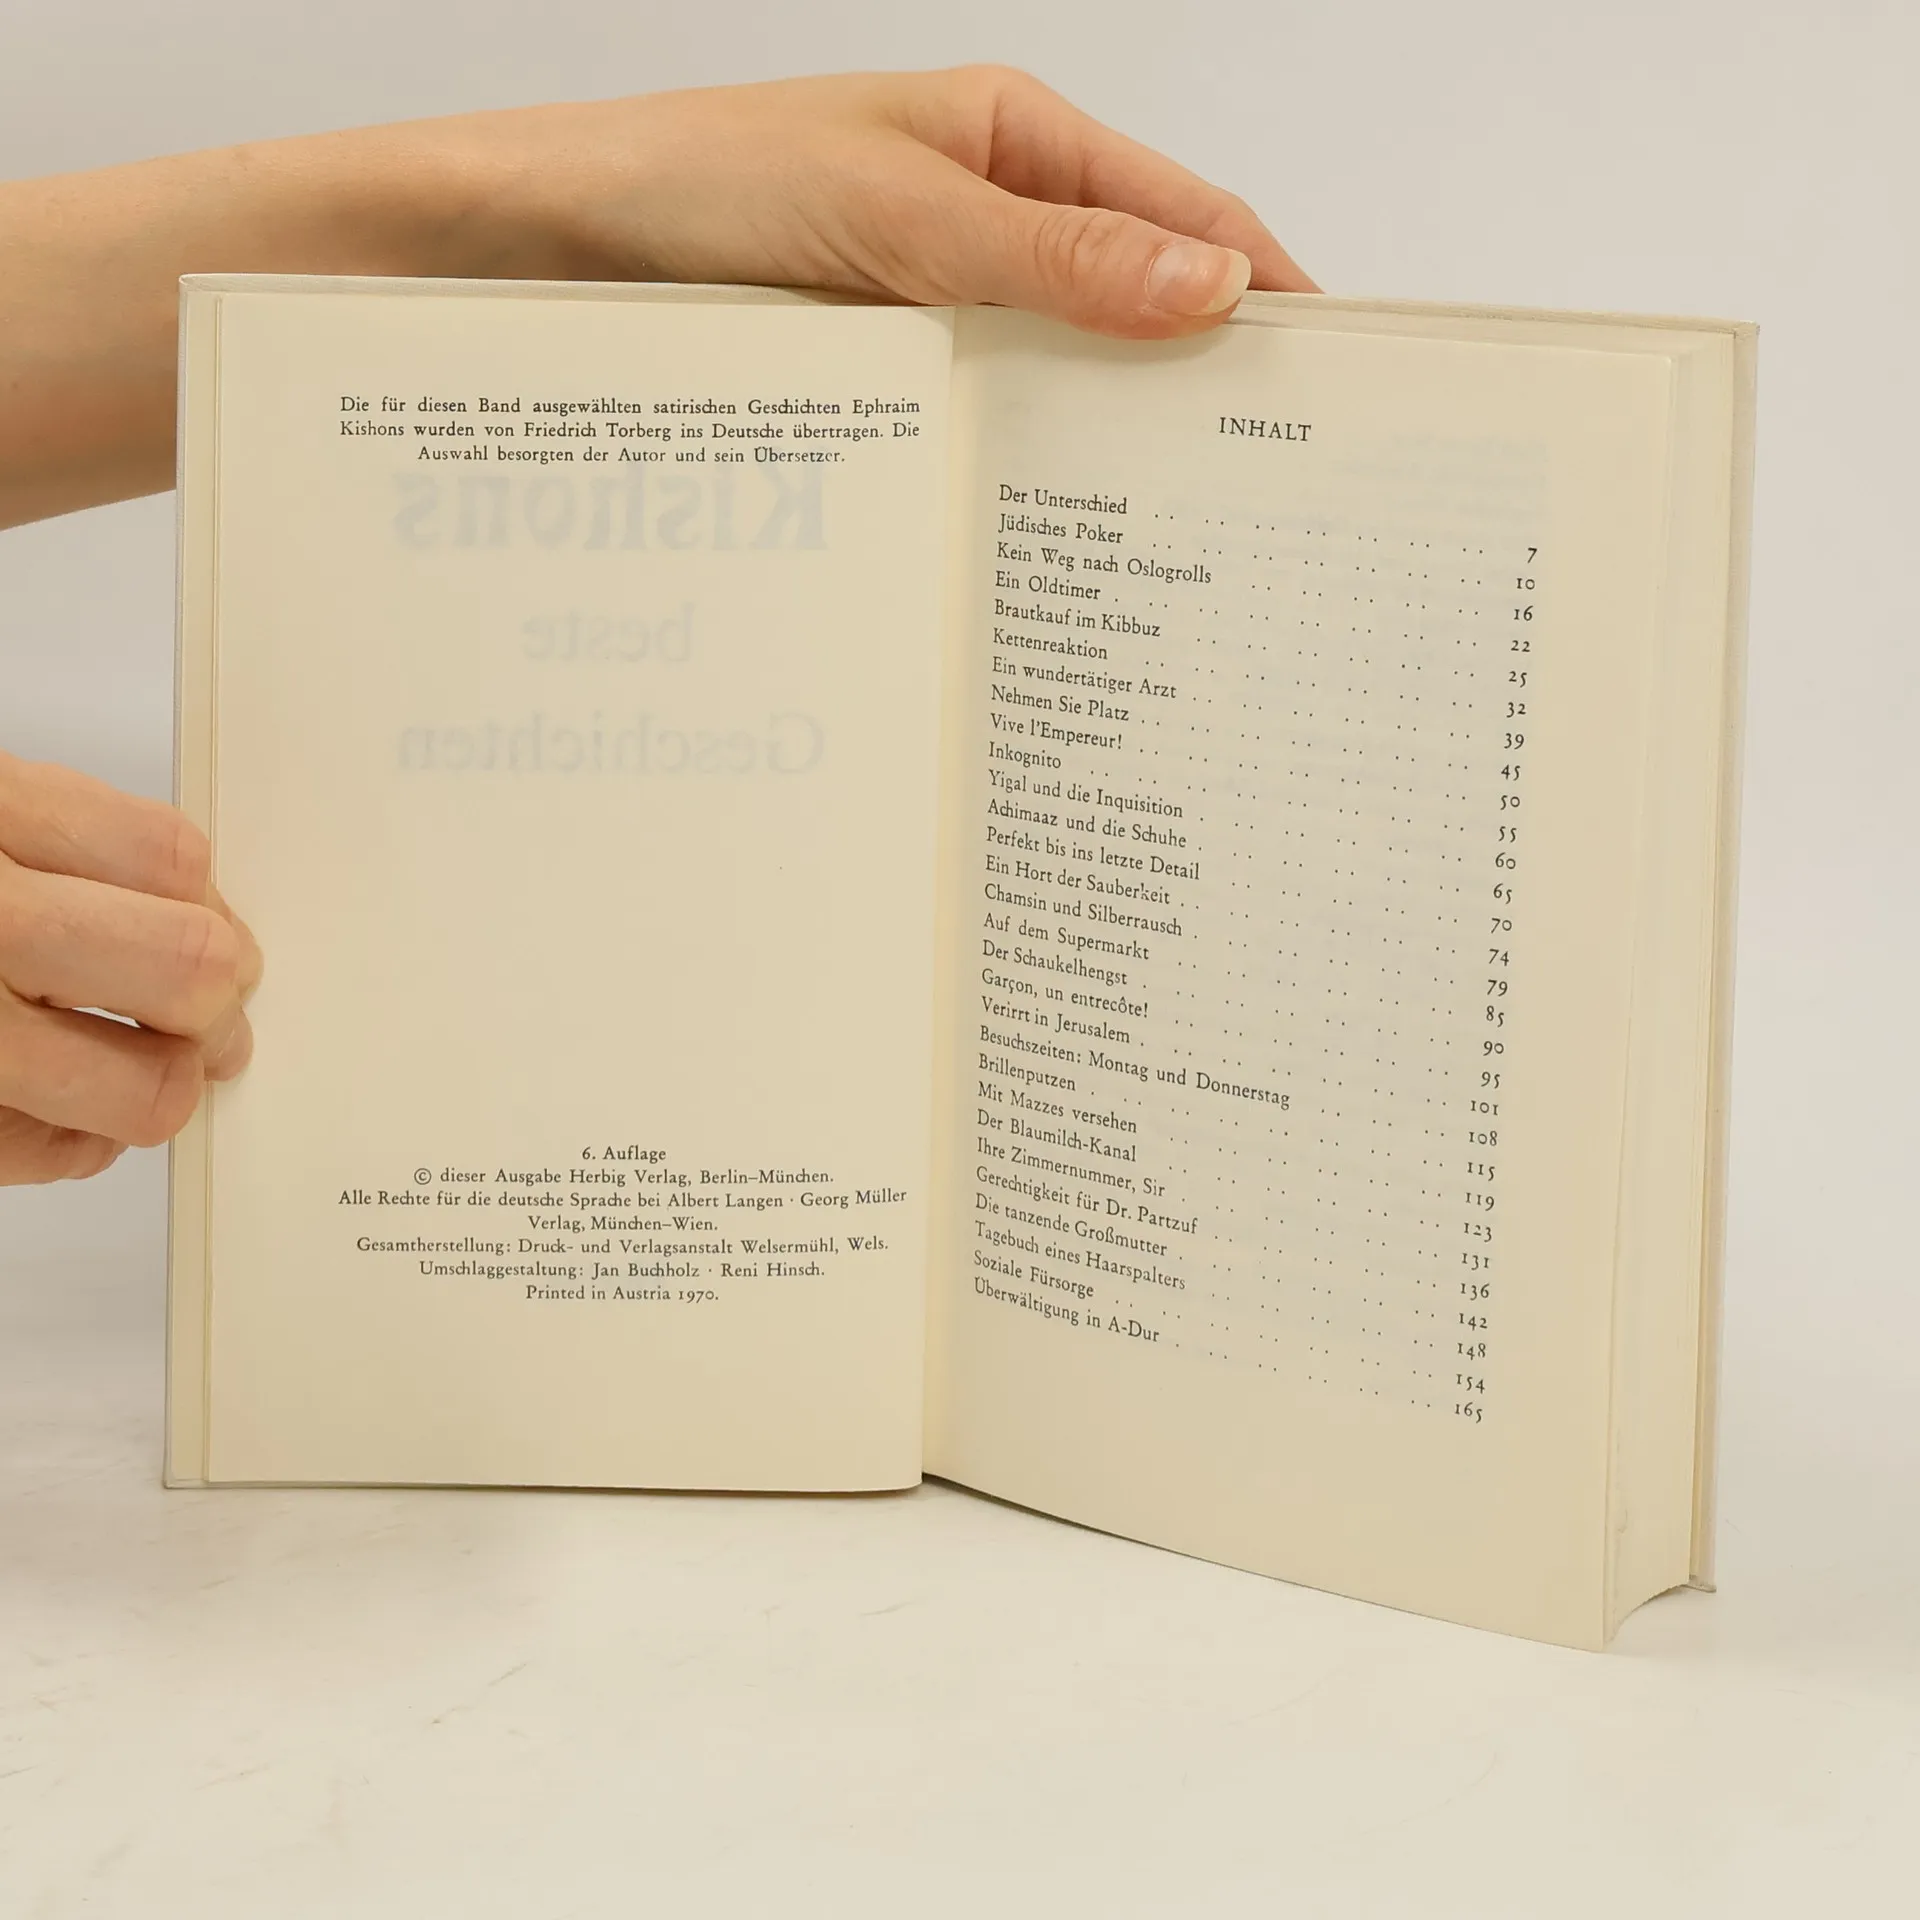 Die für diesen Band ausgewählten satirischen Geschichten Ephraim
Kishons wurden von Friedrich Torberg ins Deutsche übertragen. Die
Auswahl besorgten der Autor und sein Übersetzer.
6. Auflage
© dieser Ausgabe Herbig Verlag, Berlin–München.
Alle Rechte für die deutsche Sprache bei Albert Langen · Georg Müller
Verlag, München–Wien.
Gesamtherstellung: Druck- und Verlagsanstalt Welsermühl, Wels.
Umschlaggestaltung: Jan Buchholz · Reni Hinsch.
Printed in Austria 1970.
INHALT
Der Unterschied 7
Jüdisches Poker 10
Kein Weg nach Oslogrolls 16
Ein Oldtimer 22
Brautkauf im Kibbuz 25
Kettenreaktion 32
Ein wundertätiger Arzt 39
Nehmen Sie Platz 45
Vive l'Empereur! 50
Inkognito 55
Yigal und die Inquisition 60
Achimaaz und die Schuhe 65
Perfekt bis ins letzte Detail 70
Ein Hort der Sauberkeit 74
Chamsin und Silberrausch 79
Auf dem Supermarkt 85
Der Schaukelhengst 90
Garçon, un entrecôte! 95
Verirrt in Jerusalem 101
Besuchszeiten: Montag und Donnerstag 108
Brillenputzen 115
Mit Mazzes versehen 119
Der Blaumilch-Kanal 123
Ihre Zimmernummer, Sir 131
Gerechtigkeit für Dr. Partzuf 136
Die tanzende Großmutter 142
Tagebuch eines Haarspalters 148
Soziale Fürsorge 154
Überwältigung in A-Dur 165